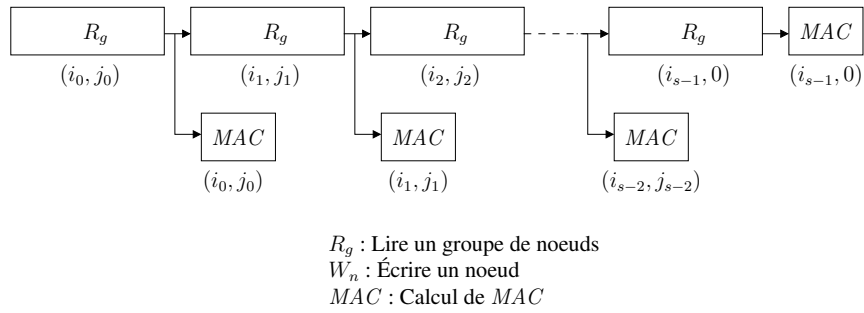 R_g R_g R_g R_g MAC
(i_0, j_0) (i_1, j_1) (i_2, j_2) (i_{s−1}, 0) (i_{s−1}, 0)
MAC MAC MAC
(i_0, j_0) (i_1, j_1) (i_{s−2}, j_{s−2})
R_g : Lire un groupe de noeuds
W_n : Écrire un noeud
MAC : Calcul de MAC